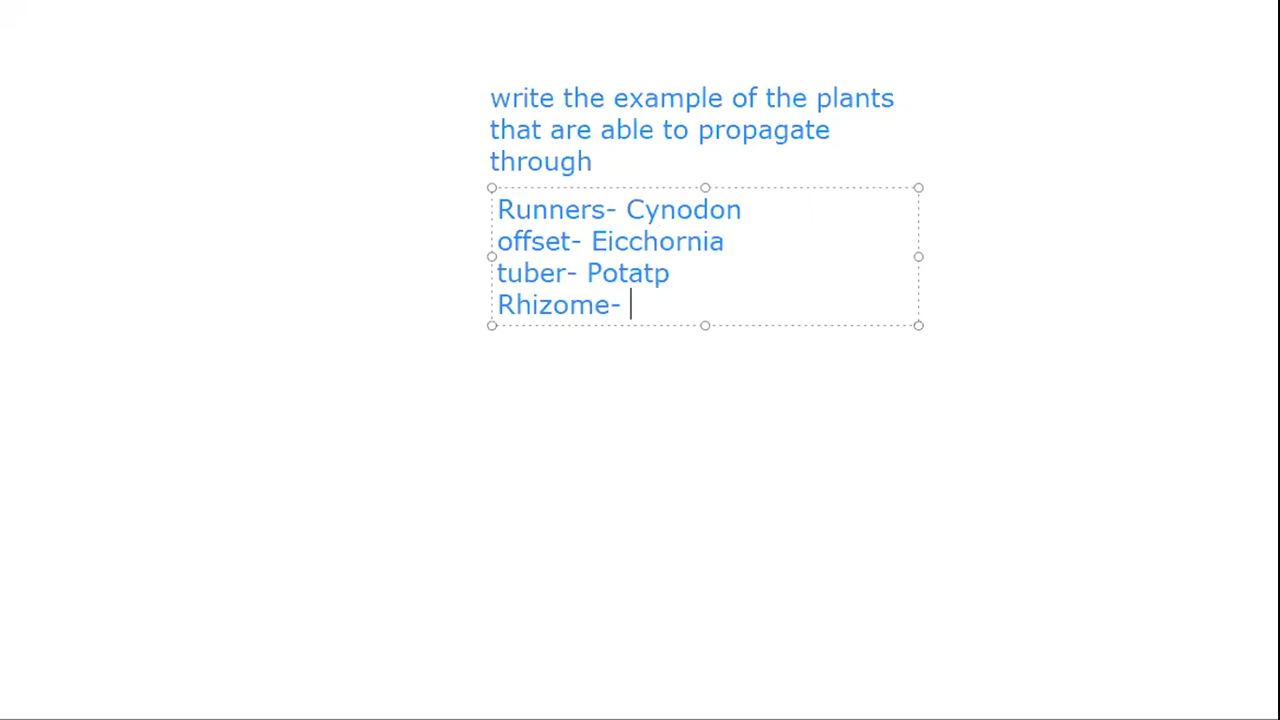 write the example of the plants
that are able to propagate
through
Runners- Cynodon
offset- Eicchornia
tuber- Potatp
Rhizome-